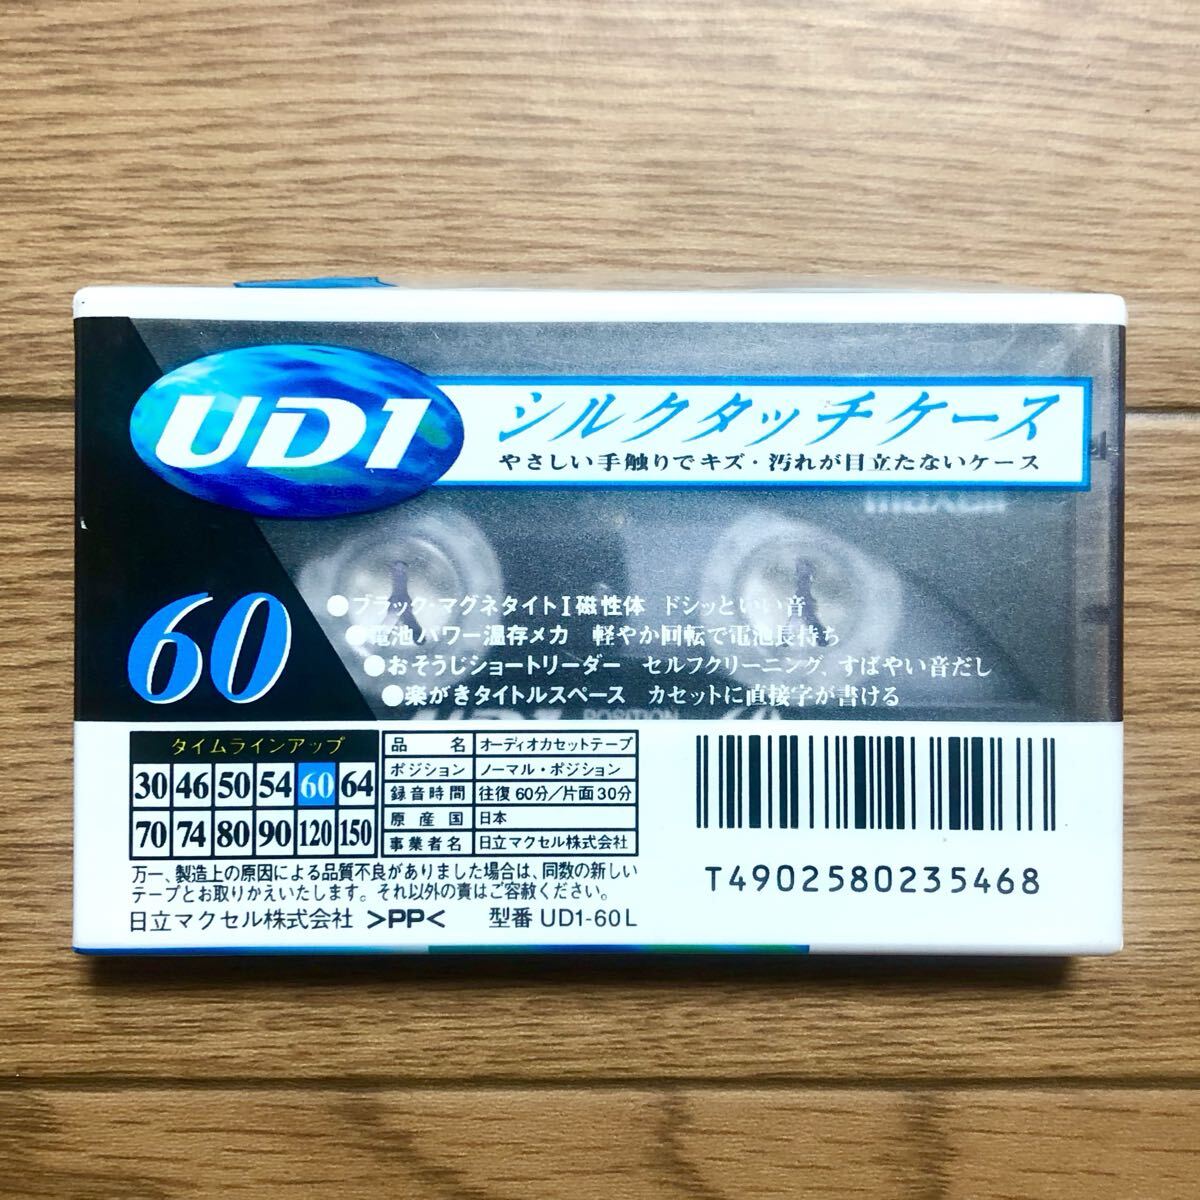 UD1
シルクタッチケース
やさしい手触りでキズ・汚れが目立たないケース
maxell
60
●ブラック・マグネタイトI磁性体 ドシッといい音
●電池パワー温存メカ 軽やか回転で電池長持ち
●おそうじショートリーダー セルフクリーニング、すばやい音だし
●楽がきタイトルスペース カセットに直接字が書ける
UD1 POSITION 60
タイムラインアップ
30 46 50 54 60 64
70 74 80 90 120 150
品名 オーディオカセットテープ
ポジション ノーマル・ポジション
録音時間 往復60分/片面30分
原産国 日本
事業者名 日立マクセル株式会社
万一、製造上の原因による品質不良がありました場合は、同数の新しい
テープとお取りかえいたします。それ以外の責はご容赦ください。
日立マクセル株式会社 >PP< 型番 UD1-60L
T4902580235468